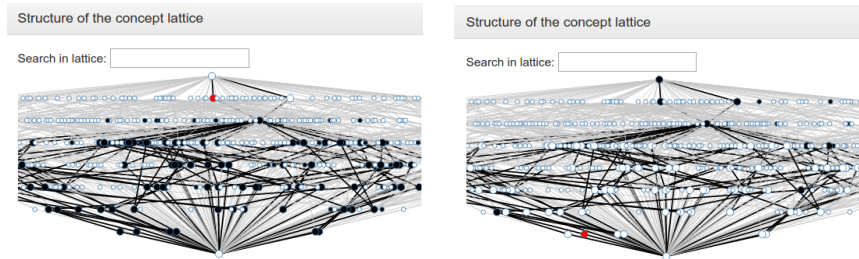 Structure of the concept lattice
Search in lattice:
Structure of the concept lattice
Search in lattice: